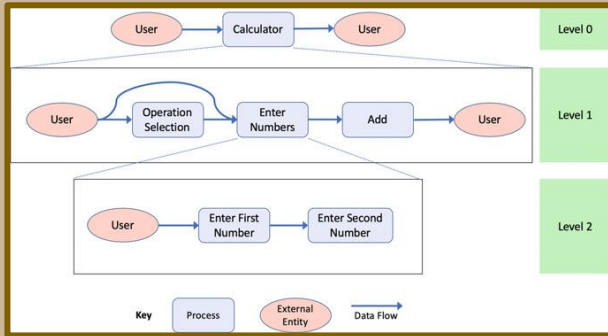 User
Calculator
User
Level 0
User
Operation
Selection
Enter
Numbers
Add
User
Level 1
User
Enter First
Number
Enter Second
Number
Level 2
Key
Process
External
Entity
Data Flow